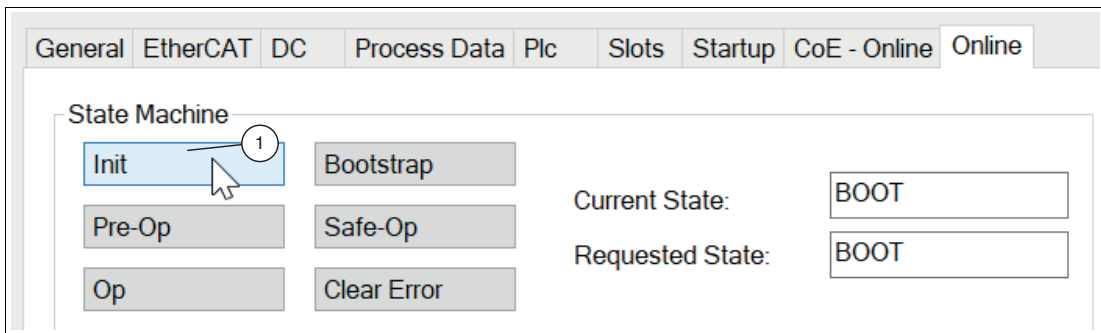 General EtherCAT DC Process Data Plc Slots Startup CoE - Online Online
State Machine
1
Init Bootstrap
Current State: BOOT
Pre-Op Safe-Op
Requested State: BOOT
Op Clear Error